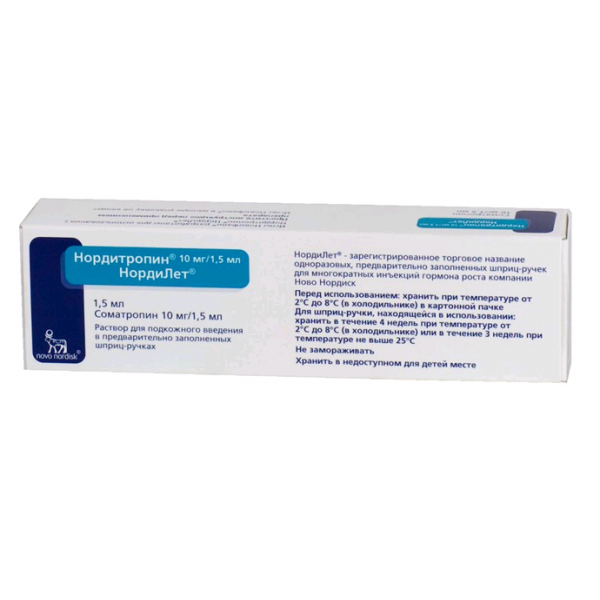 Нордитропин® 10 мг/1,5 мл
НордиЛет®
1,5 мл
Соматропин 10 мг/1,5 мл
Раствор для подкожного введения
в предварительно заполненных
шприц-ручках
novo nordisk®
НордиЛет® - зарегистрированное торговое название
одноразовых, предварительно заполненных шприц-ручек
для многократных инъекций гормона роста компании
Ново Нордиск
Перед использованием: хранить при температуре от
2°C до 8°C (в холодильнике) в картонной пачке
Для шприц-ручки, находящейся в использовании:
хранить в течение 4 недель при температуре от
2°C до 8°C (в холодильнике) или в течение 3 недель при
температуре не выше 25°C
Не замораживать
Хранить в недоступном для детей месте